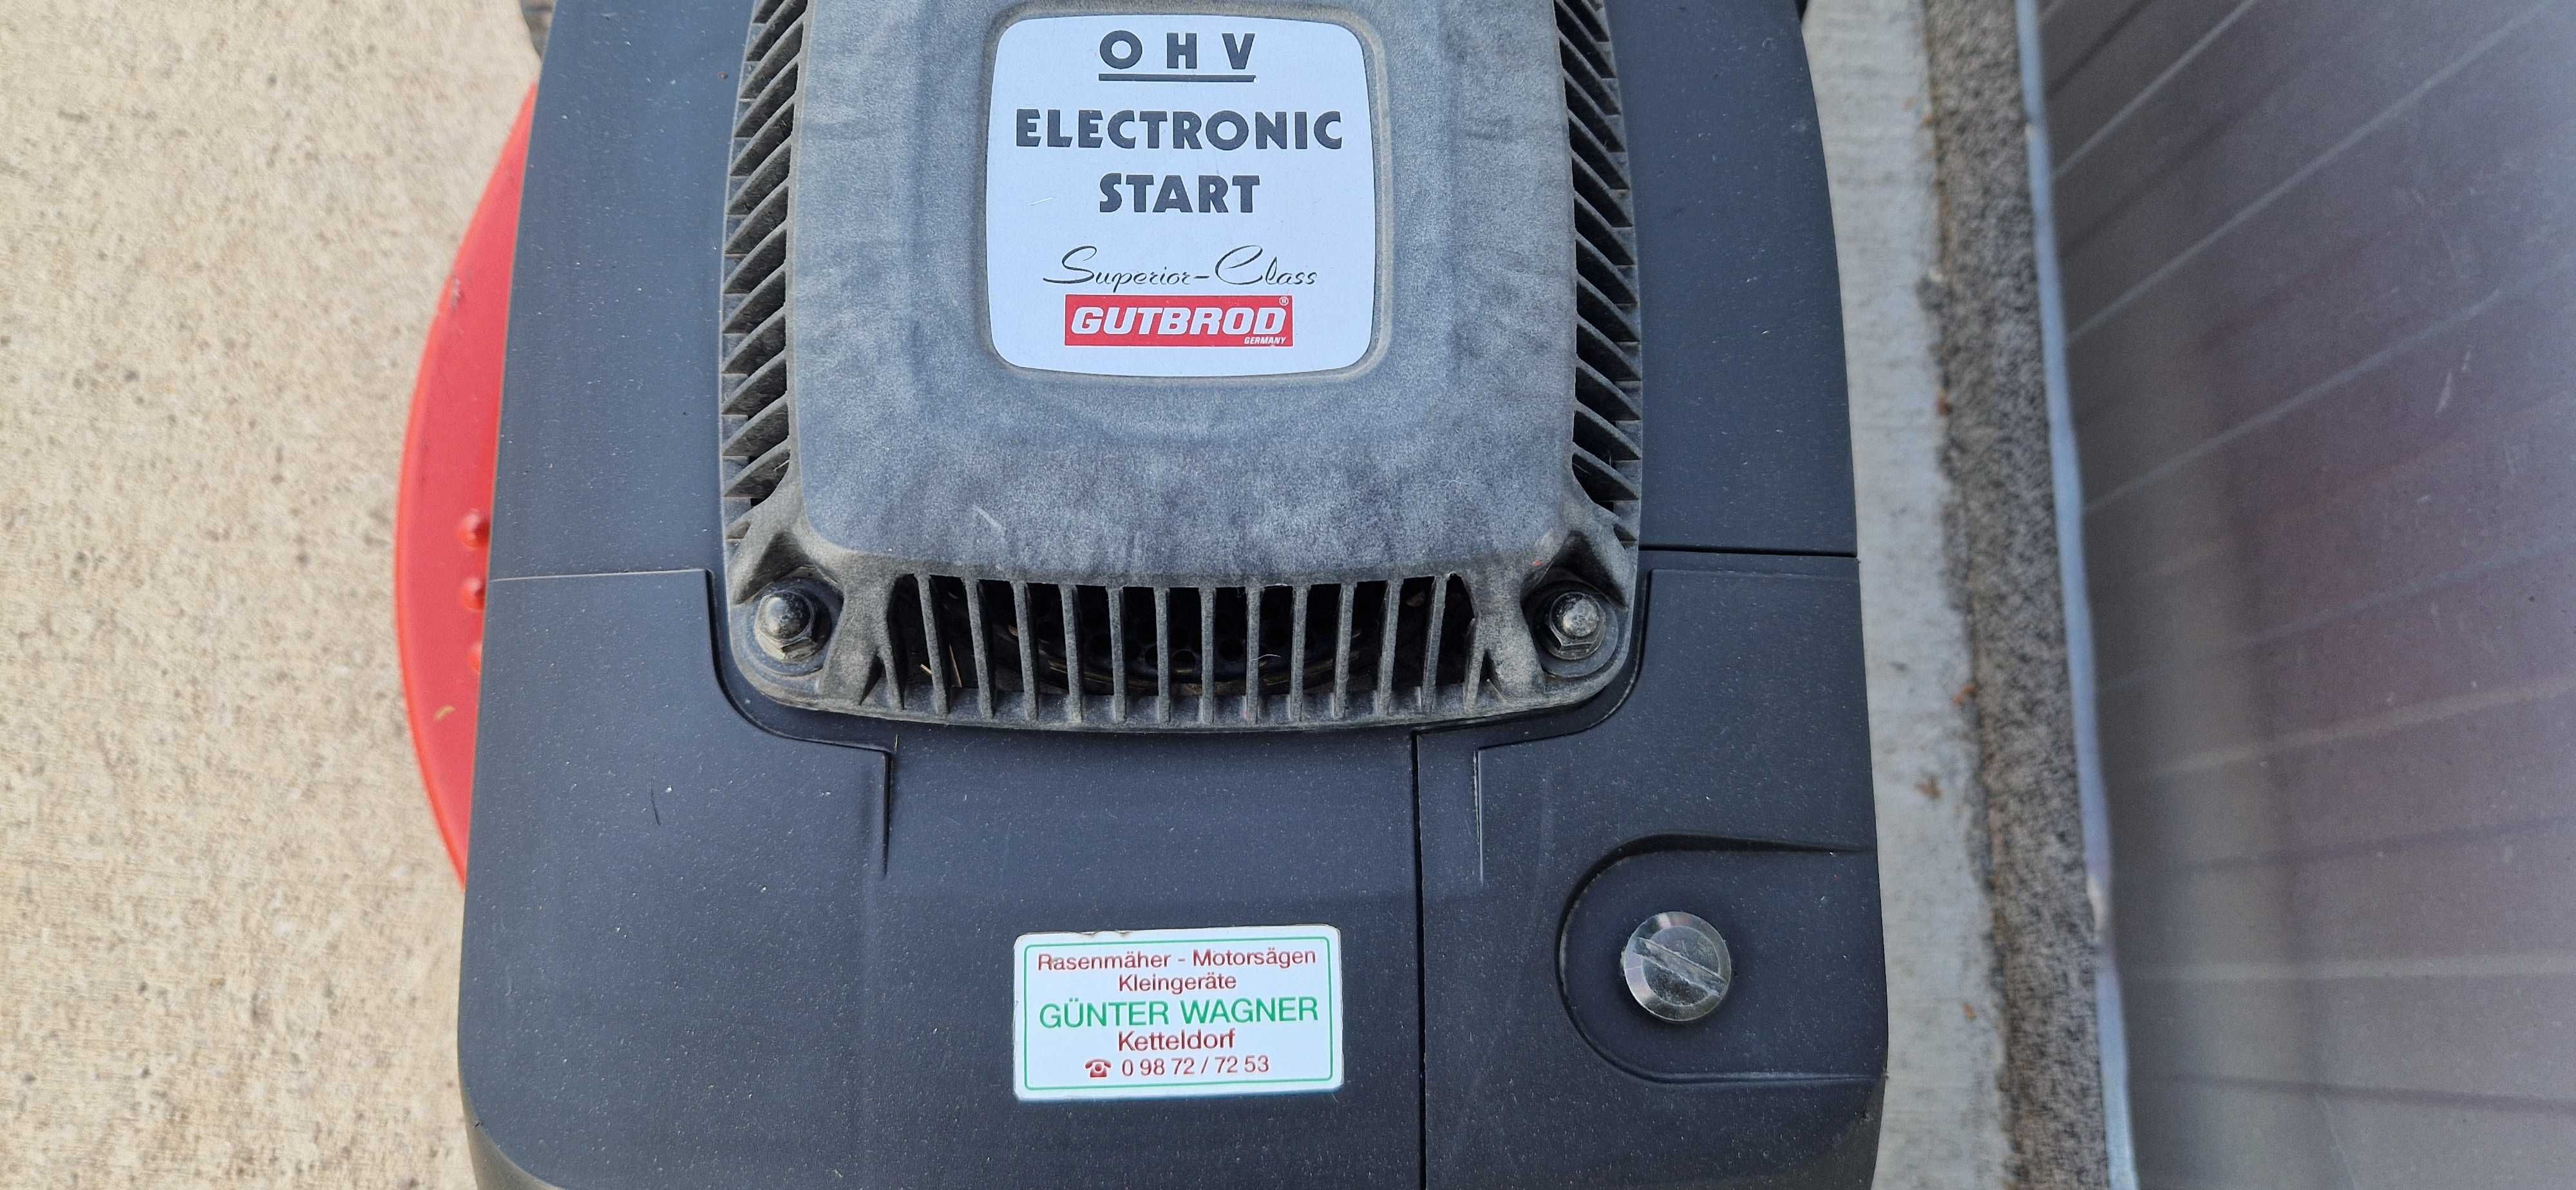 OHV
ELECTRONIC
START
Superior-Class
GUTBROD®
GERMANY
Rasenmäher - Motorsägen
Kleingeräte
GÜNTER WAGNER
Ketteldorf
☎ 0 98 72 / 72 53